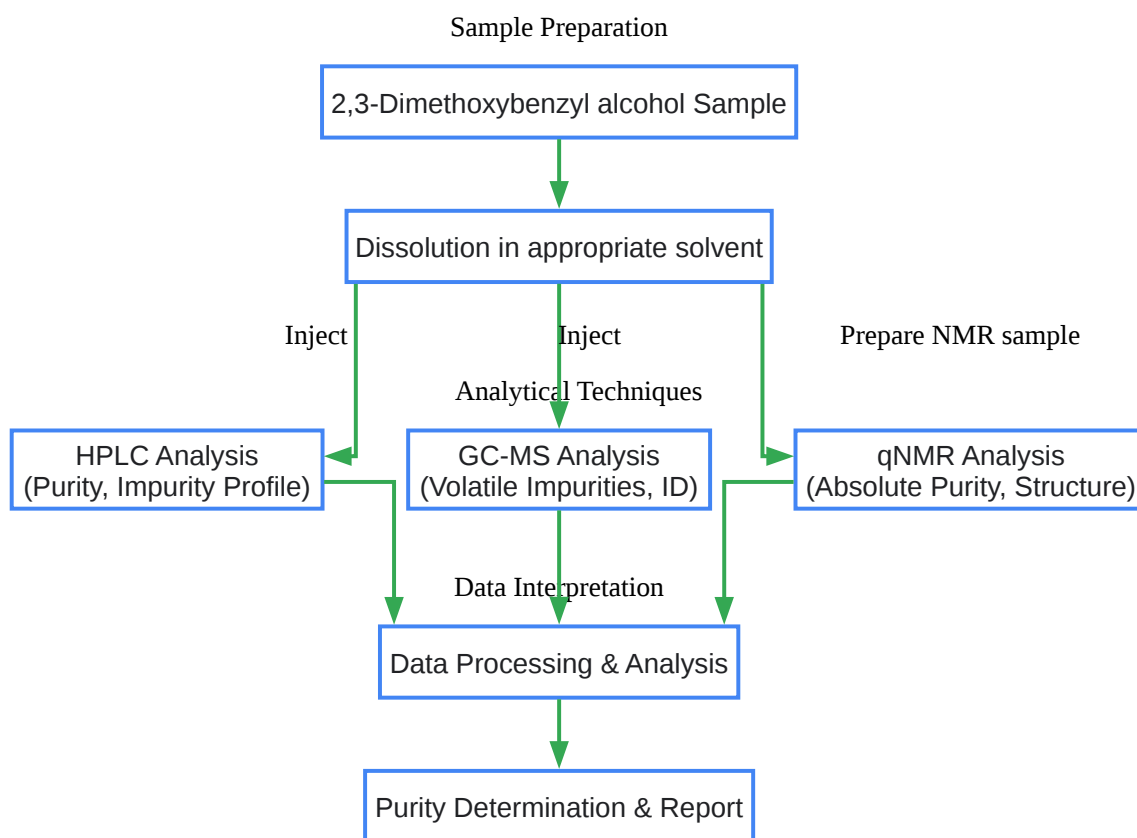 Sample Preparation
2,3-Dimethoxybenzyl alcohol Sample
Dissolution in appropriate solvent
Inject
Inject
Prepare NMR sample
Analytical Techniques
HPLC Analysis
(Purity, Impurity Profile)
GC-MS Analysis
(Volatile Impurities, ID)
qNMR Analysis
(Absolute Purity, Structure)
Data Interpretation
Data Processing & Analysis
Purity Determination & Report